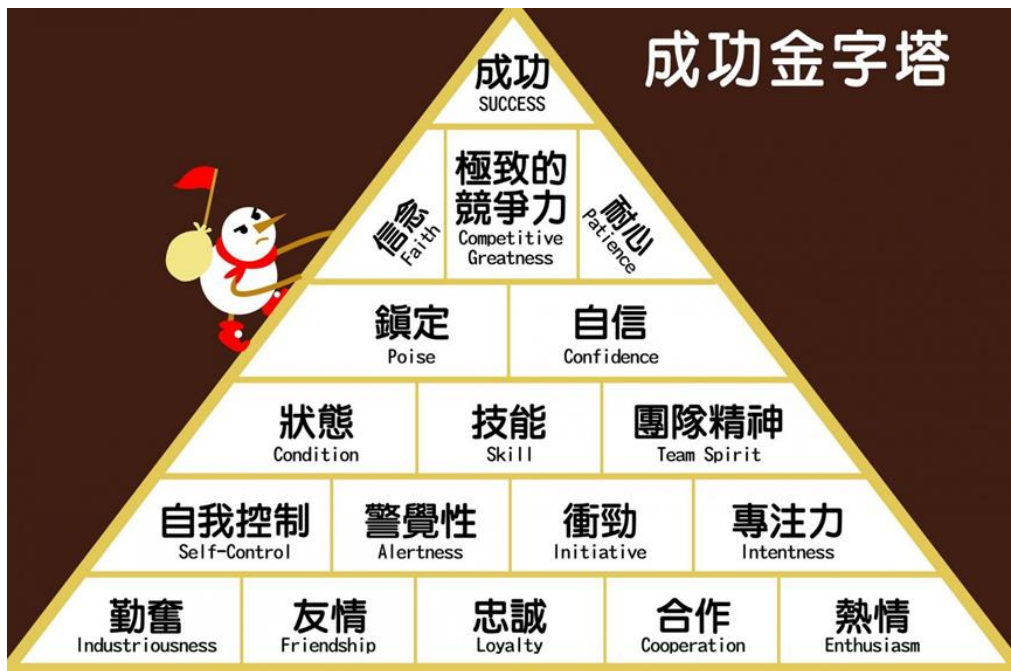 成功金字塔
成功
SUCCESS
信念
Faith
極致的
競爭力
Competitive
Greatness
耐心
Patience
鎮定
Poise
自信
Confidence
狀態
Condition
技能
Skill
團隊精神
Team Spirit
自我控制
Self-Control
警覺性
Alertness
衝勁
Initiative
專注力
Intentness
勤奮
Industriousness
友情
Friendship
忠誠
Loyalty
合作
Cooperation
熱情
Enthusiasm